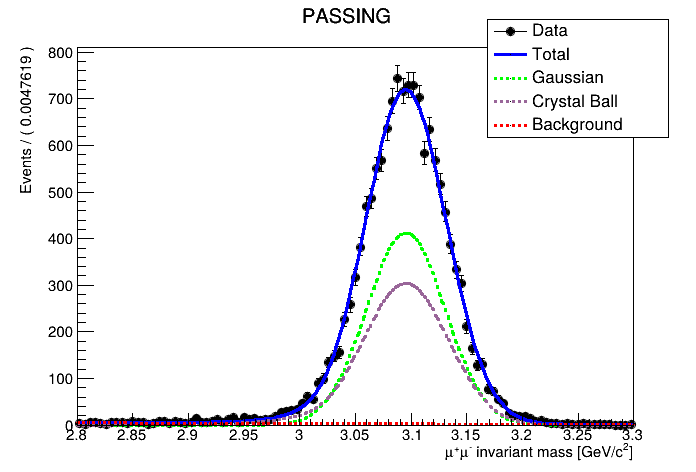 PASSING
Data
Total
Gaussian
Crystal Ball
Background
Events / ( 0.0047619 )
800
700
600
500
400
300
200
100
0
2.8 2.85 2.9 2.95 3 3.05 3.1 3.15 3.2 3.25 3.3
μ⁺μ⁻ invariant mass [GeV/c²]